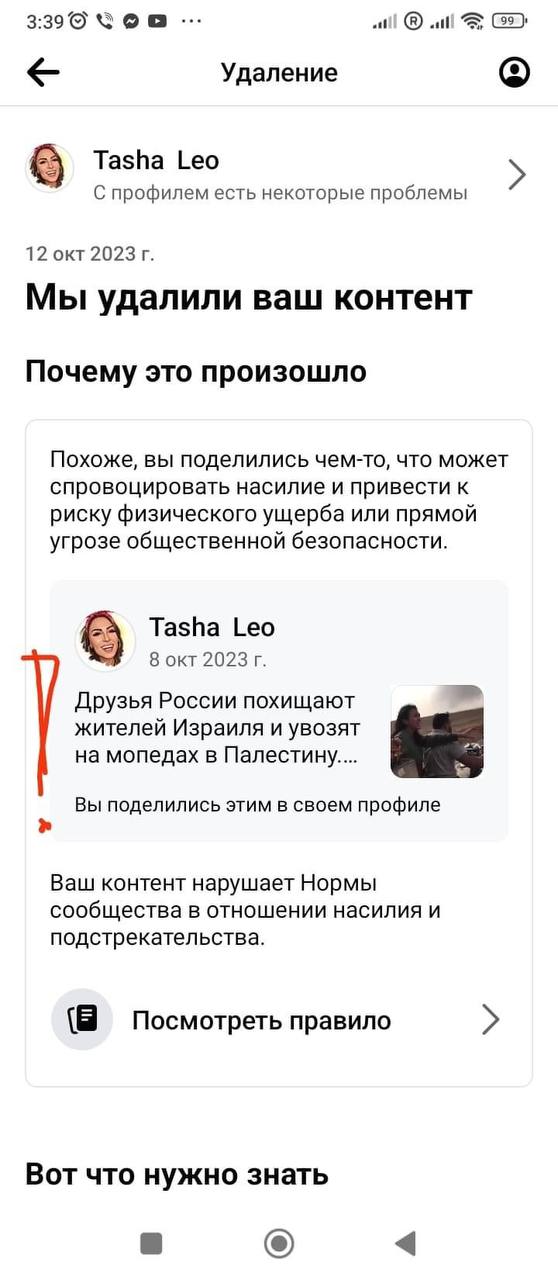 3:39
R
99
Удаление
Tasha Leo
С профилем есть некоторые проблемы
12 окт 2023 г.
Мы удалили ваш контент
Почему это произошло
Похоже, вы поделились чем-то, что может
спровоцировать насилие и привести к
риску физического ущерба или прямой
угрозе общественной безопасности.
Tasha Leo
8 окт 2023 г.
Друзья России похищают
жителей Израиля и увозят
на мопедах в Палестину....
Вы поделились этим в своем профиле
Ваш контент нарушает Нормы
сообщества в отношении насилия и
подстрекательства.
Посмотреть правило
Вот что нужно знать